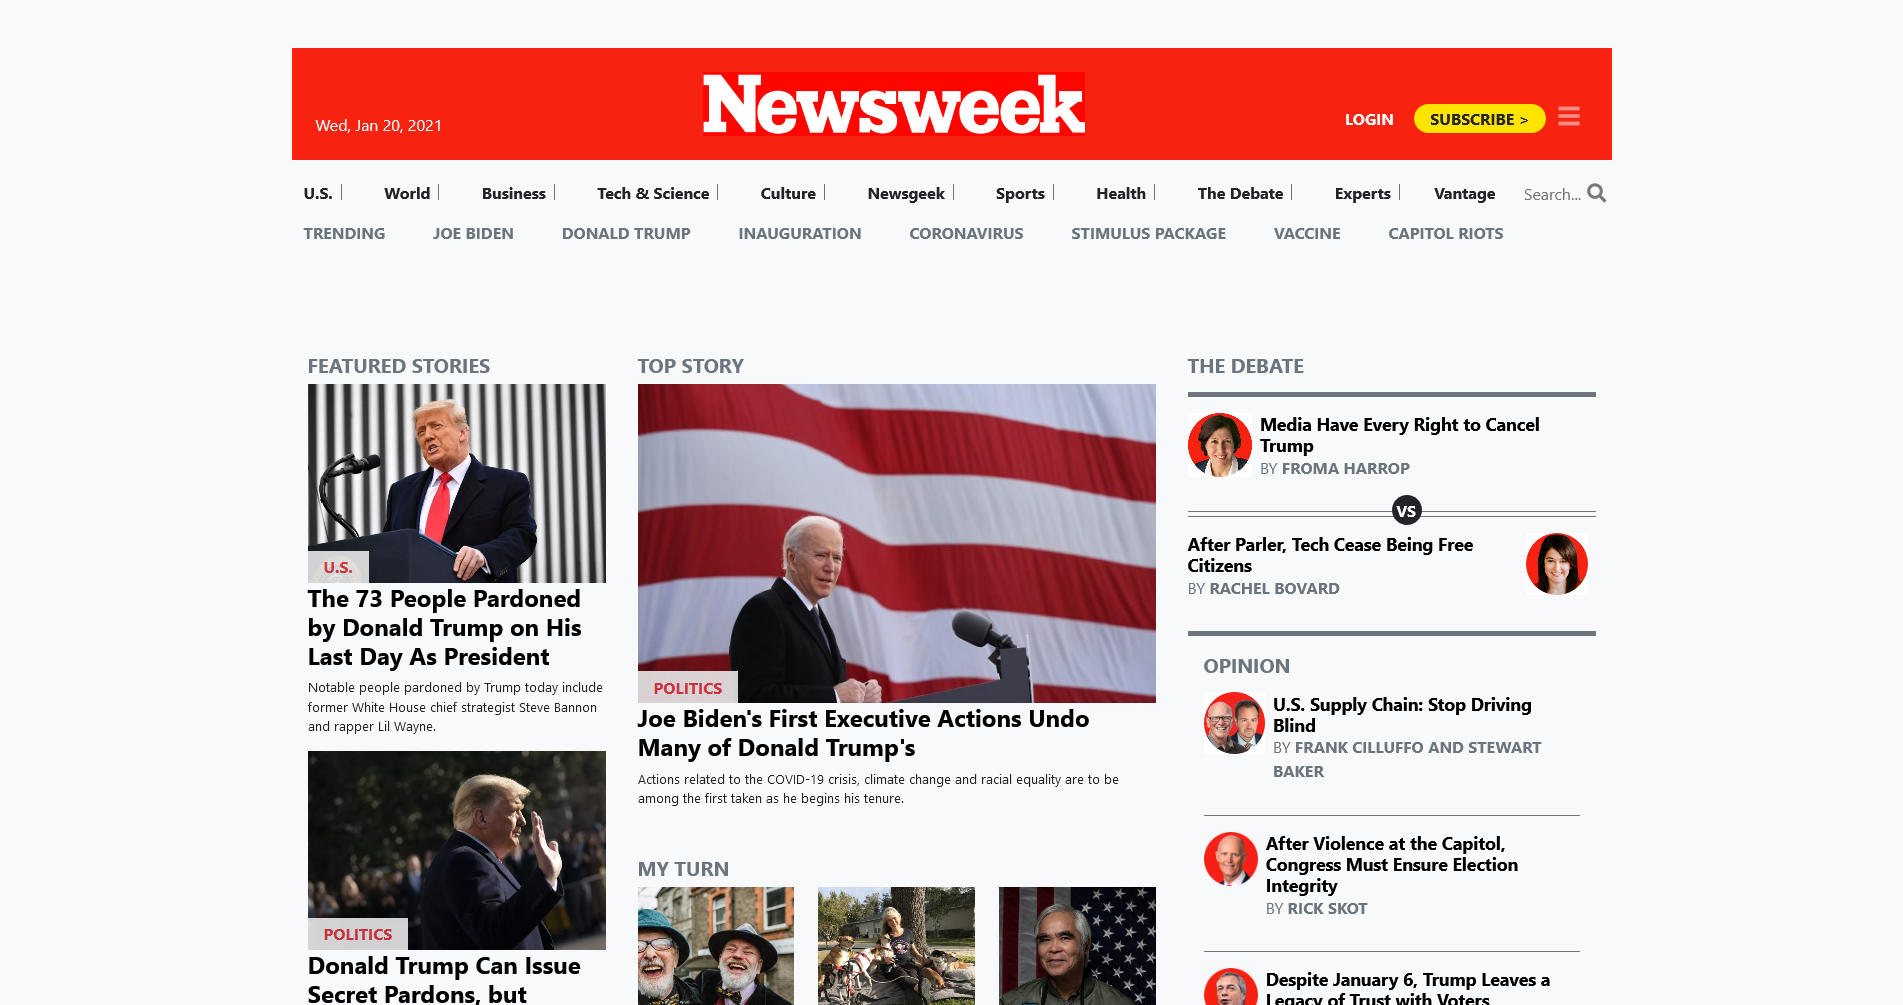 Newsweek
Wed, Jan 20, 2021
LOGIN
SUBSCRIBE >
U.S.
World
Business
Tech & Science
Culture
Newsgeek
Sports
Health
The Debate
Experts
Vantage
Search...
TRENDING
JOE BIDEN
DONALD TRUMP
INAUGURATION
CORONAVIRUS
STIMULUS PACKAGE
VACCINE
CAPITOL RIOTS
FEATURED STORIES
U.S.
The 73 People Pardoned
by Donald Trump on His
Last Day As President
Notable people pardoned by Trump today include
former White House chief strategist Steve Bannon
and rapper Lil Wayne.
POLITICS
Donald Trump Can Issue
Secret Pardons, but
TOP STORY
POLITICS
Joe Biden's First Executive Actions Undo
Many of Donald Trump's
Actions related to the COVID-19 crisis, climate change and racial equality are to be
among the first taken as he begins his tenure.
MY TURN
THE DEBATE
Media Have Every Right to Cancel
Trump
BY FROMA HARROP
VS
After Parler, Tech Cease Being Free
Citizens
BY RACHEL BOVARD
OPINION
U.S. Supply Chain: Stop Driving
Blind
BY FRANK CILLUFFO AND STEWART
BAKER
After Violence at the Capitol,
Congress Must Ensure Election
Integrity
BY RICK SKOT
Despite January 6, Trump Leaves a
Legacy of Trust with Voters